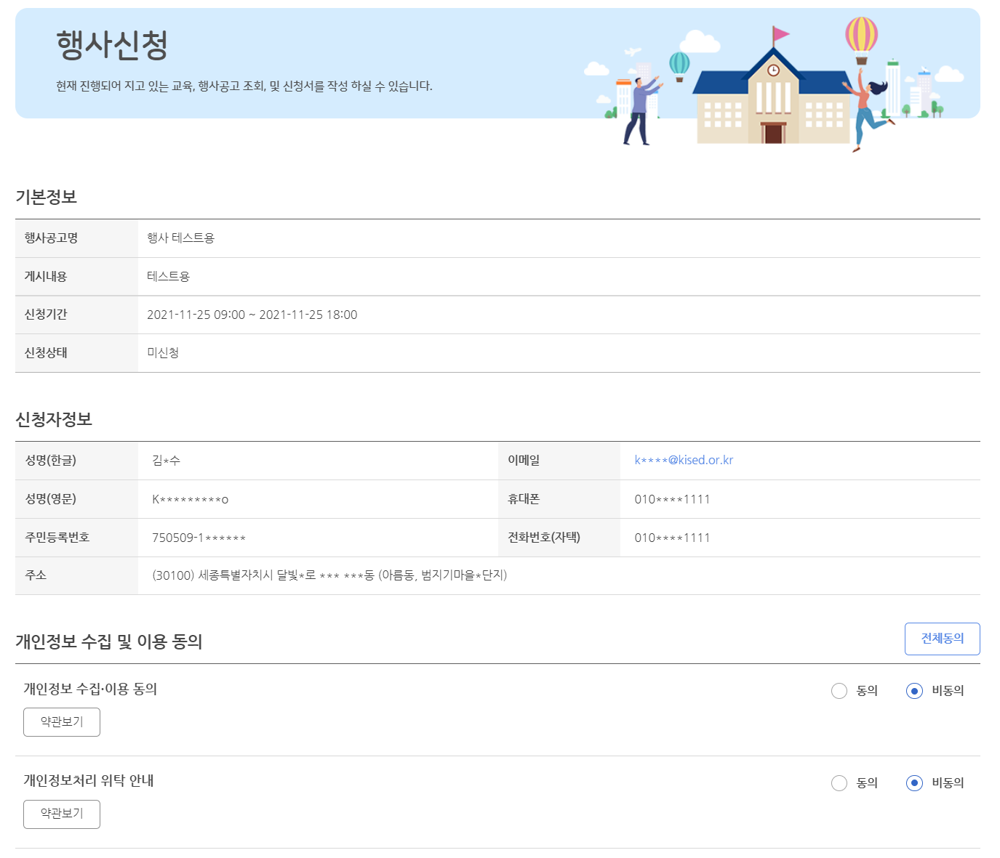 행사신청
현재 진행되어 지고 있는 교육, 행사공고 조회, 및 신청서를 작성 하실 수 있습니다.
기본정보
행사공고명 행사 테스트용
게시내용 테스트용
신청기간 2021-11-25 09:00 ~ 2021-11-25 18:00
신청상태 미신청
신청자정보
성명(한글) 김*수 이메일 k****@kised.or.kr
성명(영문) K*********o 휴대폰 010****1111
주민등록번호 750509-1****** 전화번호(자택) 010****1111
주소 (30100) 세종특별자치시 달빛*로 *** ***동 (아름동, 범지기마을*단지)
개인정보 수집 및 이용 동의 전체동의
개인정보 수집·이용 동의 동의 비동의
약관보기
개인정보처리 위탁 안내 동의 비동의
약관보기